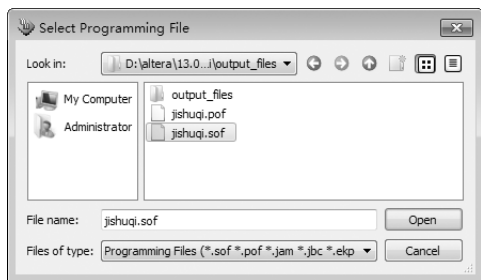 Select Programming File
Look in:
D:\altera\13.0...i\output_files
My Computer
Administrator
output_files
jishuqi.pof
jishuqi.sof
File name:
jishuqi.sof
Open
Files of type:
Programming Files (*.sof *.pof *.jam *.jbc *.ekp
Cancel